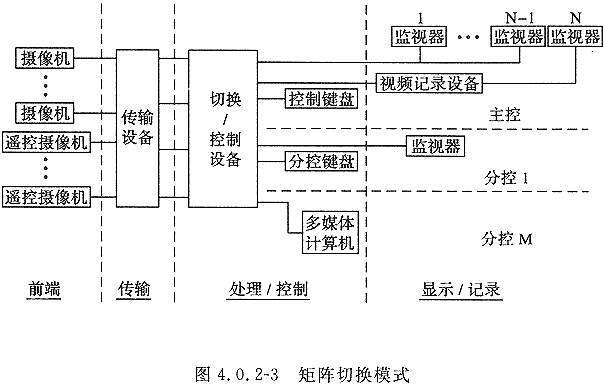 1 N-1 N
监视器 ··· 监视器 监视器
摄像机
视频记录设备
摄像机
传输设备
切换/控制设备
控制键盘
主控
遥控摄像机
监视器
分控键盘
分控 1
遥控摄像机
多媒体计算机
分控 M
前端 传输 处理/控制 显示/记录
图 4.0.2-3 矩阵切换模式